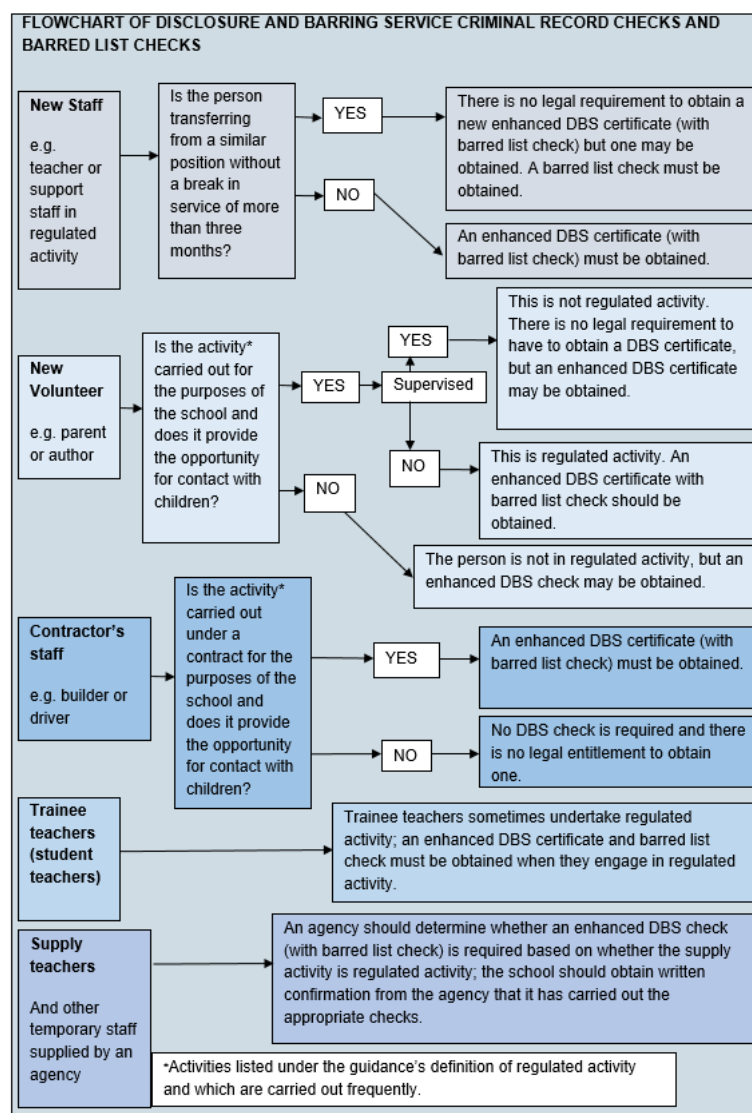 FLOWCHART OF DISCLOSURE AND BARRING SERVICE CRIMINAL RECORD CHECKS AND
BARRED LIST CHECKS
New Staff
e.g.
teacher or
support
staff in
regulated
activity
Is the person
transferring
from a similar
position without
a break in
service of more
than three
months?
YES
There is no legal requirement to obtain a
new enhanced DBS certificate (with
barred list check) but one may be
obtained. A barred list check must be
obtained.
NO
An enhanced DBS certificate (with
barred list check) must be obtained.
New
Volunteer
e.g. parent
or author
Is the activity*
carried out for
the purposes of
the school and
does it provide
the opportunity
for contact with
children?
YES
Supervised
YES
This is not regulated activity.
There is no legal requirement to
have to obtain a DBS certificate,
but an enhanced DBS certificate
may be obtained.
NO
This is regulated activity. An
enhanced DBS certificate with
barred list check should be
obtained.
NO
The person is not in regulated activity, but an
enhanced DBS check may be obtained.
Contractor's
staff
e.g. builder or
driver
Is the activity*
carried out
under a
contract for the
purposes of the
school and
does it provide
the opportunity
for contact with
children?
YES
An enhanced DBS certificate (with
barred list check) must be obtained.
NO
No DBS check is required and there
is no legal entitlement to obtain
one.
Trainee
teachers
(student
teachers)
Trainee teachers sometimes undertake regulated
activity; an enhanced DBS certificate and barred list
check must be obtained when they engage in regulated
activity.
Supply
teachers
And other
temporary staff
supplied by an
agency
An agency should determine whether an enhanced DBS check
(with barred list check) is required based on whether the supply
activity is regulated activity; the school should obtain written
confirmation from the agency that it has carried out the
appropriate checks.
*Activities listed under the guidance's definition of regulated activity
and which are carried out frequently.